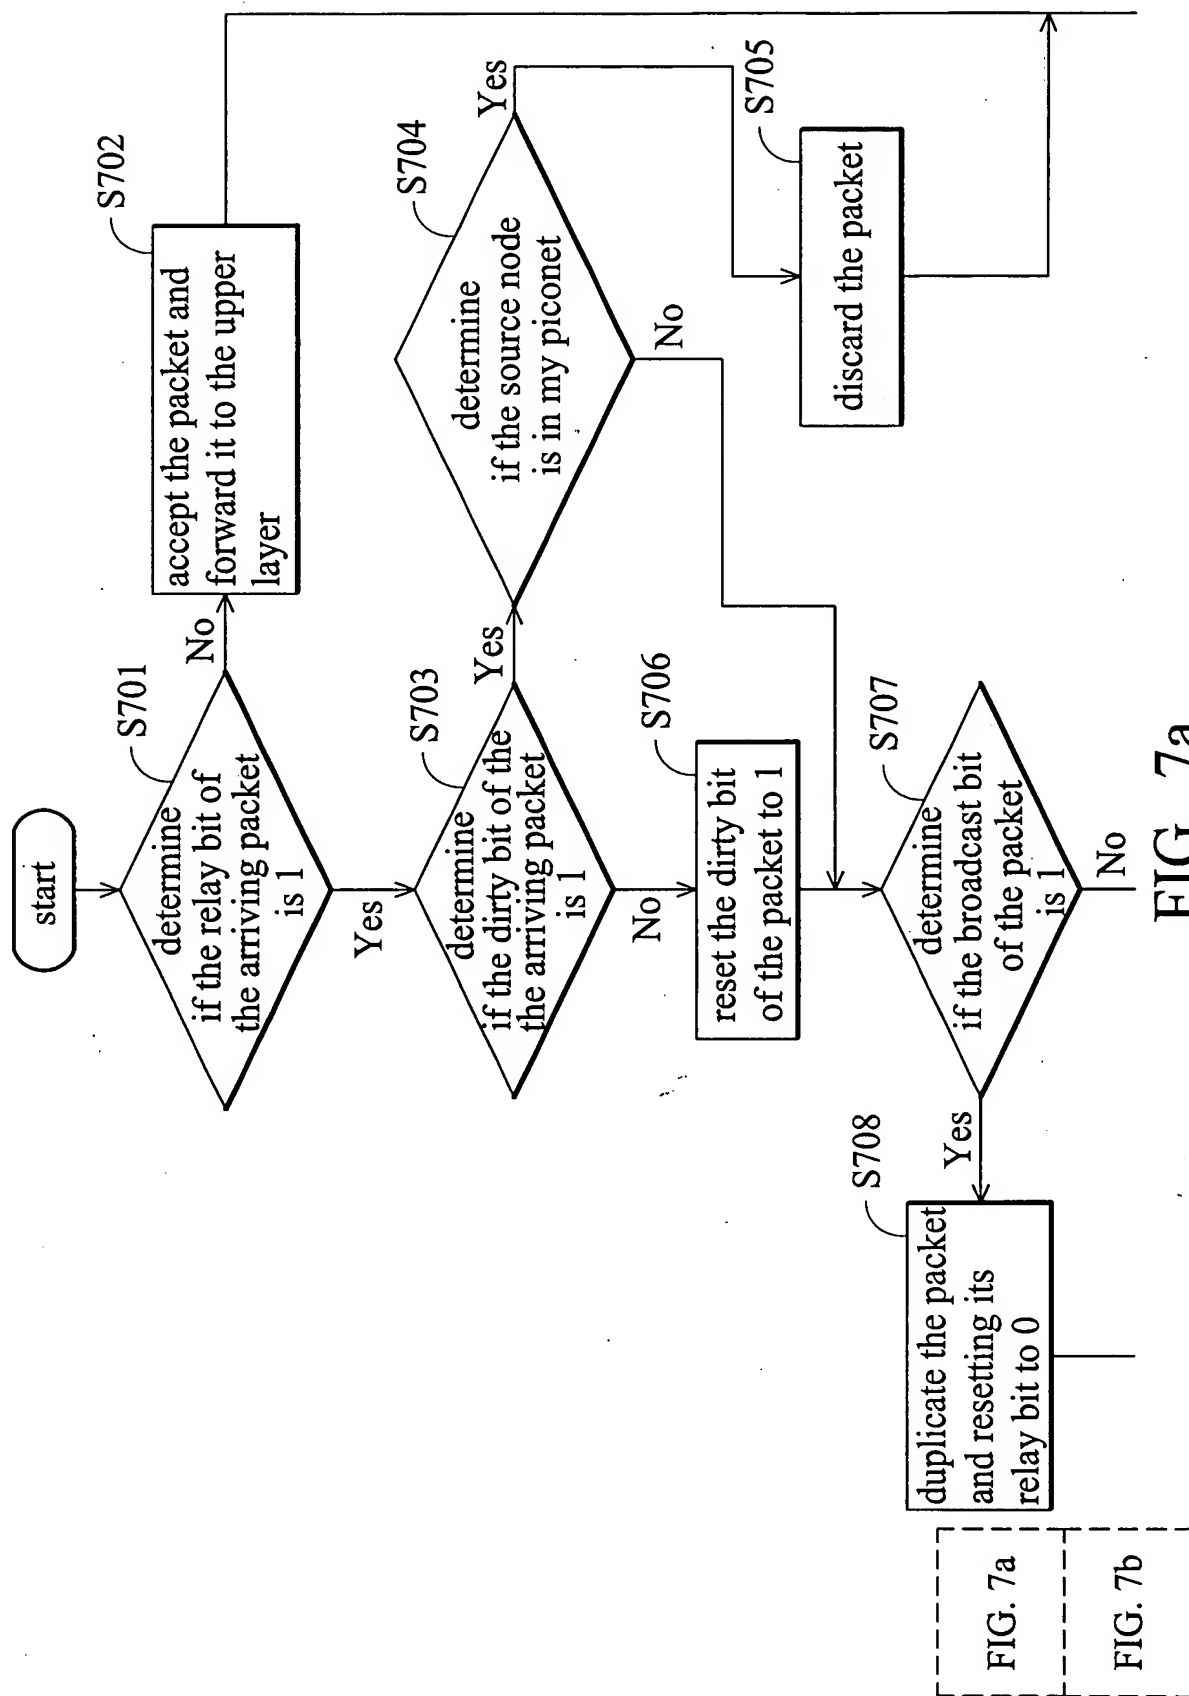 start
S701
determine
if the relay bit of
the arriving packet
is 1
No
S702
accept the packet and
forward it to the upper
layer
Yes
S703
determine
if the dirty bit of the
the arriving packet
is 1
Yes
S704
determine
if the source node
is in my piconet
Yes
S705
discard the packet
No
No
S706
reset the dirty bit
of the packet to 1
S707
determine
if the broadcast bit
of the packet
is 1
Yes
No
S708
duplicate the packet
and resetting its
relay bit to 0
FIG. 7a
FIG. 7b
FIG. 7a